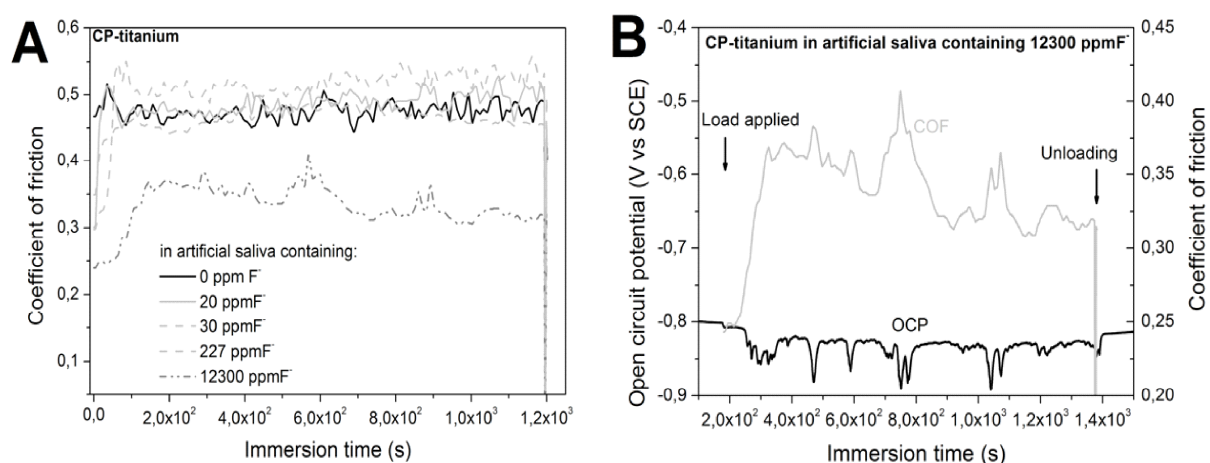 A
CP-titanium
Coefficient of friction
0,6
0,5
0,4
0,3
0,2
0,1
in artificial saliva containing:
0 ppm F⁻
20 ppmF⁻
30 ppmF⁻
227 ppmF⁻
12300 ppmF⁻
0,0 2,0x10² 4,0x10² 6,0x10² 8,0x10² 1,0x10³ 1,2x10³
Immersion time (s)
B
CP-titanium in artificial saliva containing 12300 ppmF⁻
Open circuit potential (V vs SCE)
-0,4
-0,5
-0,6
-0,7
-0,8
-0,9
Load applied
COF
Unloading
OCP
0,45
0,40
0,35
0,30
0,25
0,20
Coefficient of friction
2,0x10² 4,0x10² 6,0x10² 8,0x10² 1,0x10³ 1,2x10³ 1,4x10³
Immersion time (s)